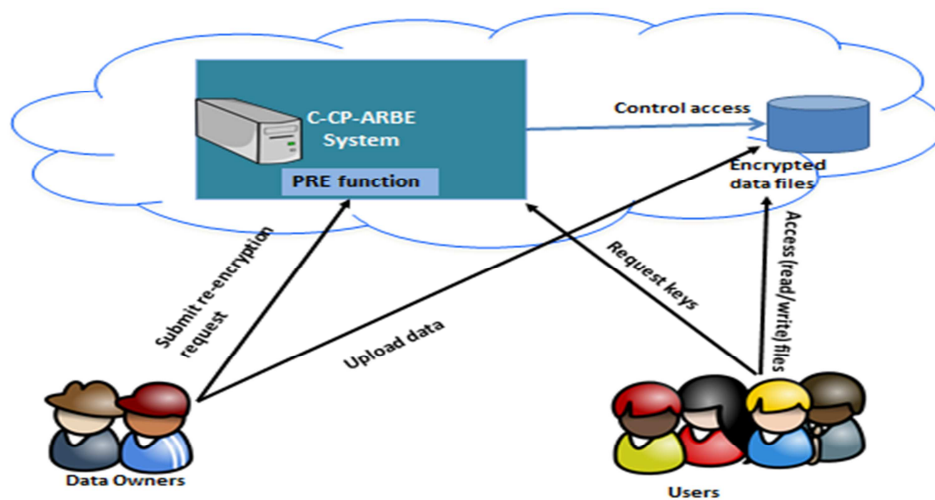 C-CP-ARBE
System
PRE function
Control access
Encrypted
data files
Submit re-encryption
request
Upload data
Request keys
Access (read/write) files
Data Owners
Users